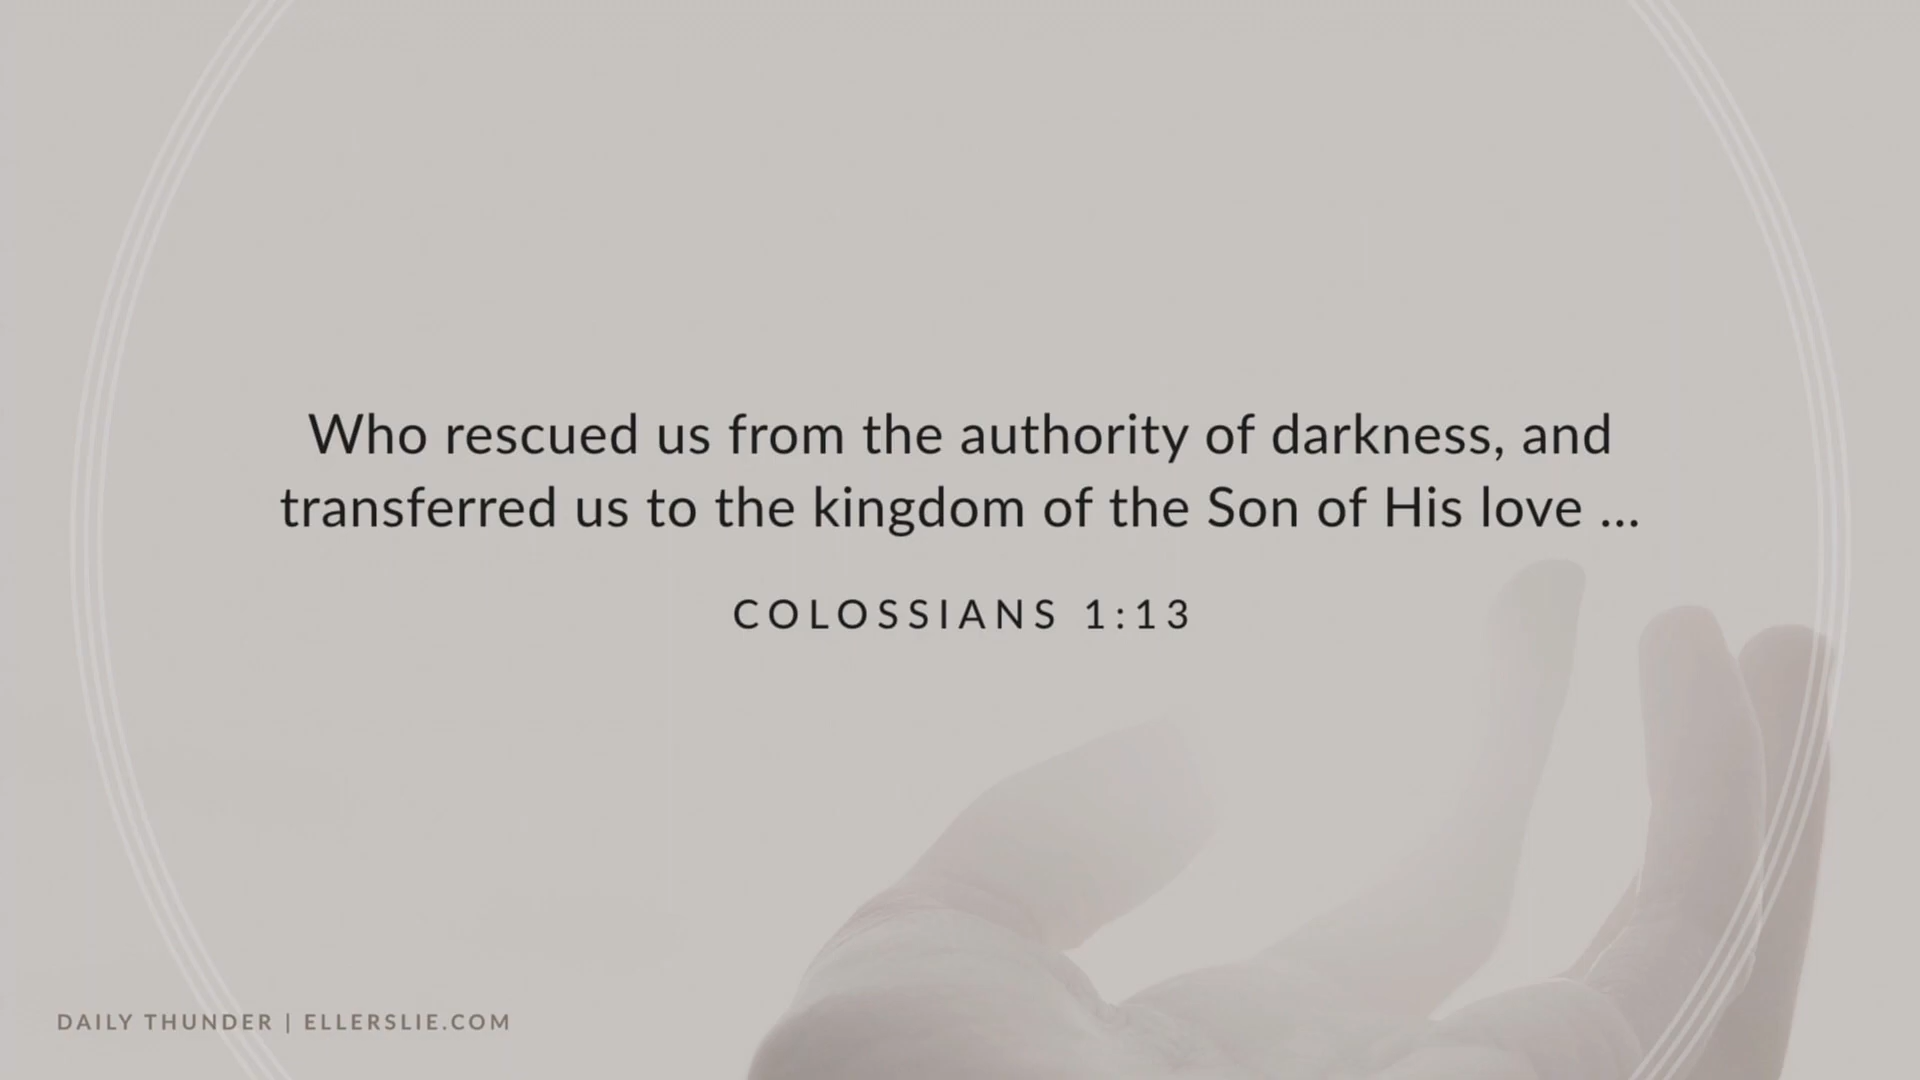 Who rescued us from the authority of darkness, and
transferred us to the kingdom of the Son of His love ...
COLOSSIANS 1:13
DAILY THUNDER | ELLERSLIE.COM